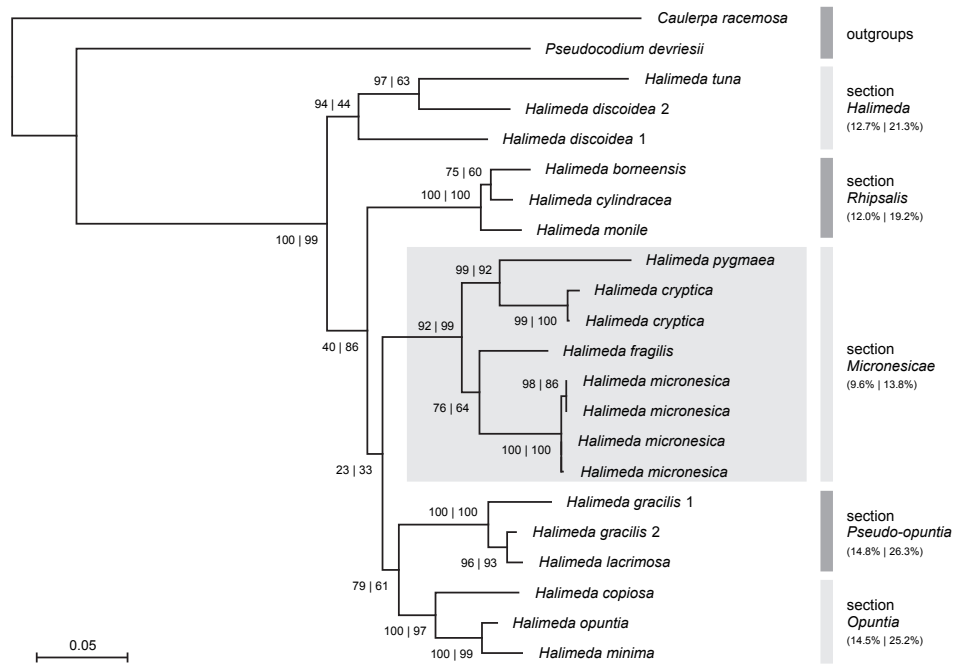 Caulerpa racemosa
Pseudocodium devriesii
outgroups
Halimeda tuna
97 | 63
Halimeda discoidea 2
94 | 44
Halimeda discoidea 1
section
Halimeda
(12.7% | 21.3%)
Halimeda borneensis
75 | 60
Halimeda cylindracea
100 | 100
Halimeda monile
section
Rhipsalis
(12.0% | 19.2%)
100 | 99
Halimeda pygmaea
99 | 92
Halimeda cryptica
99 | 100
Halimeda cryptica
92 | 99
40 | 86
Halimeda fragilis
Halimeda micronesica
98 | 86
Halimeda micronesica
76 | 64
Halimeda micronesica
100 | 100
Halimeda micronesica
section
Micronesicae
(9.6% | 13.8%)
23 | 33
Halimeda gracilis 1
100 | 100
Halimeda gracilis 2
96 | 93
Halimeda lacrimosa
section
Pseudo-opuntia
(14.8% | 26.3%)
79 | 61
Halimeda copiosa
Halimeda opuntia
100 | 97
100 | 99
Halimeda minima
section
Opuntia
(14.5% | 25.2%)
0.05